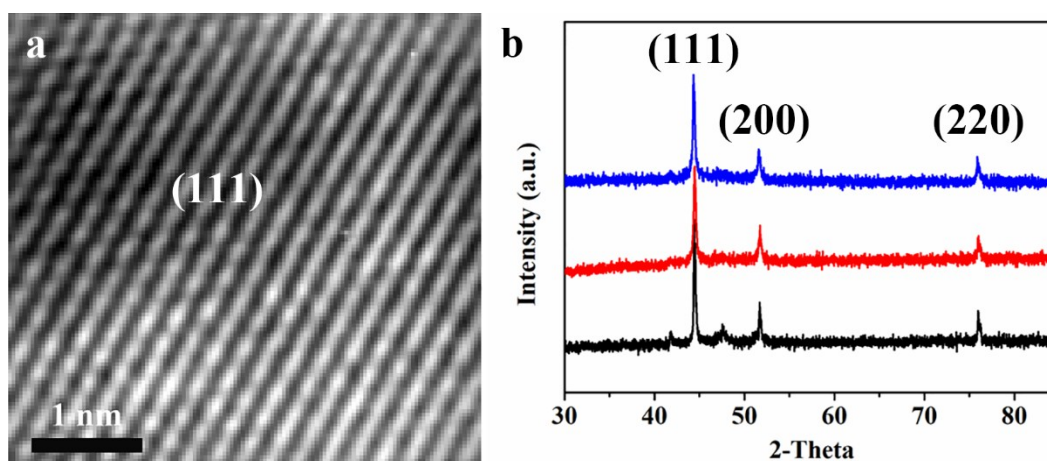 a
(111)
1 nm
b
(111)
(200)
(220)
Intensity (a.u.)
30 40 50 60 70 80
2-Theta